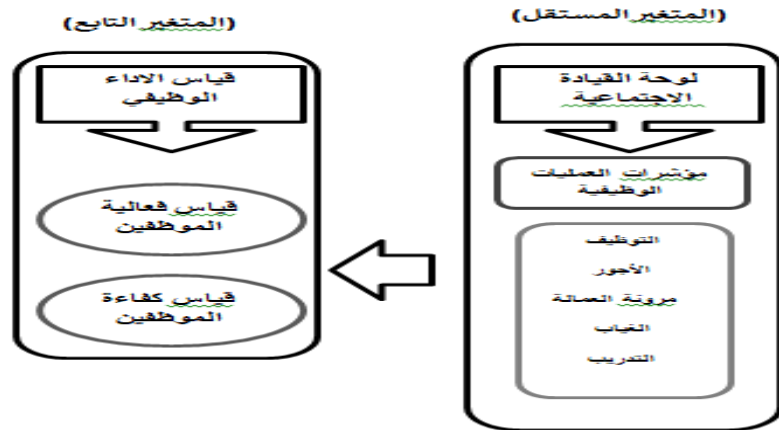 (المتغير المستقل)
لوحة القيادة
الاجتماعية
مؤشرات العمليات
الوظيفية
التوظيف
الأجور
مرونة العمالة
الغياب
التدريب
(المتغير التابع)
قياس الاداء
الوظيفي
قياس فعالية
الموظفين
قياس كفاءة
الموظفين